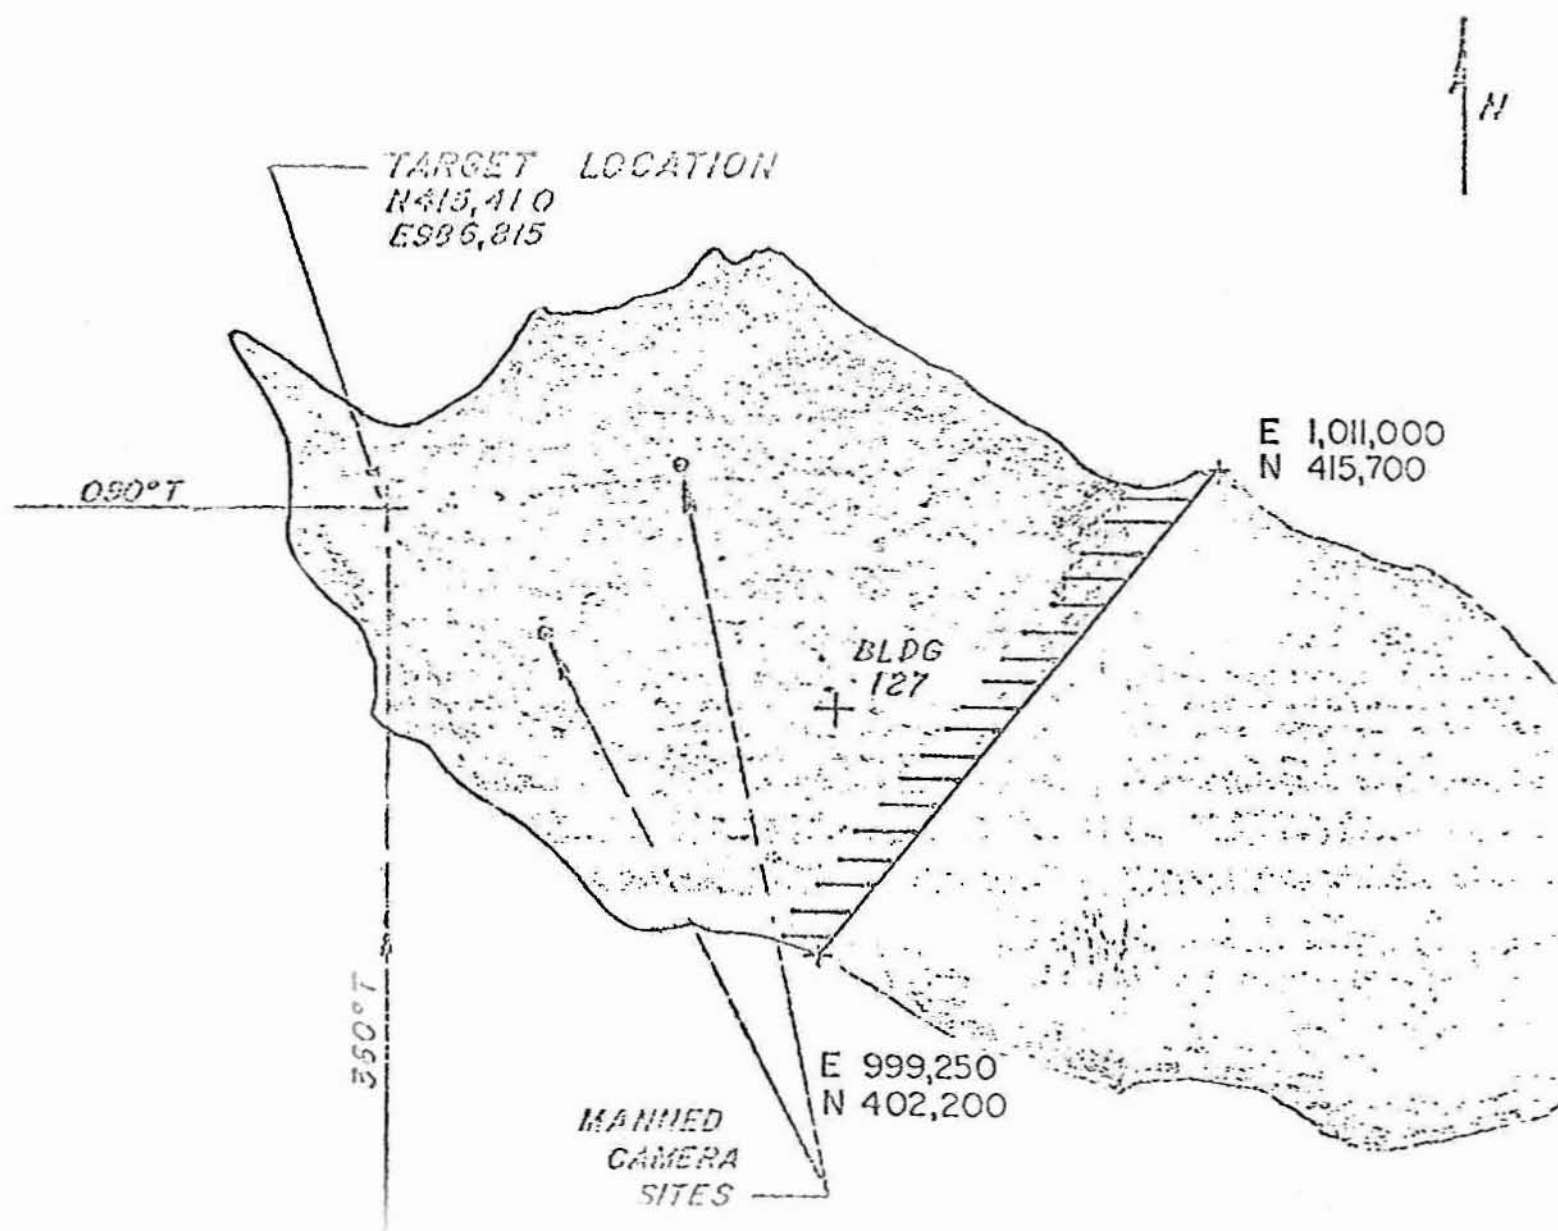 N
TARGET LOCATION
N415,410
E986,815
E 1,011,000
N 415,700
090°T
BLDG
127
360°T
E 999,250
N 402,200
MANNED
CAMERA
SITES